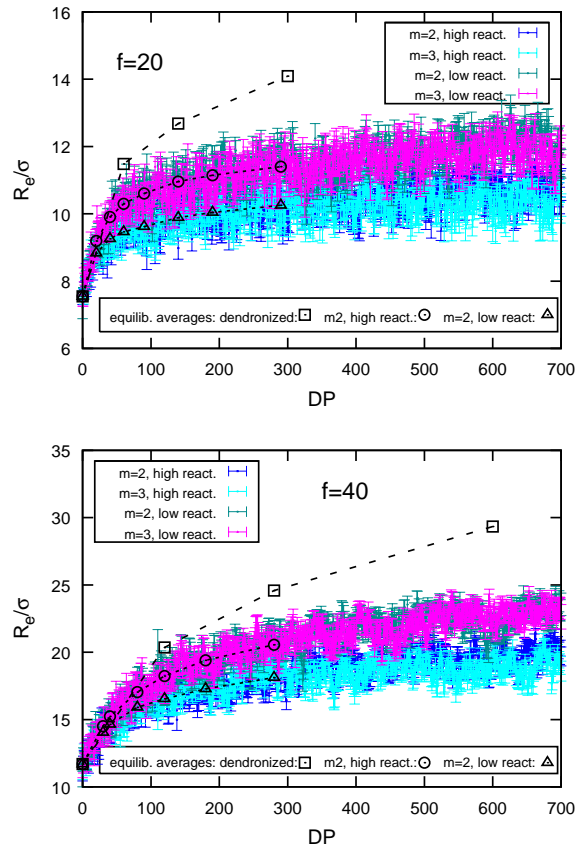 f=20
m=2, high react.
m=3, high react.
m=2, low react.
m=3, low react.
16
14
12
10
8
6
R_e/σ
equilib. averages: dendronized: m2, high react.: m=2, low react:
0 100 200 300 400 500 600 700
DP
m=2, high react.
m=3, high react.
m=2, low react.
m=3, low react.
f=40
35
30
25
20
15
10
R_e/σ
equilib. averages: dendronized: m2, high react.: m=2, low react:
0 100 200 300 400 500 600 700
DP